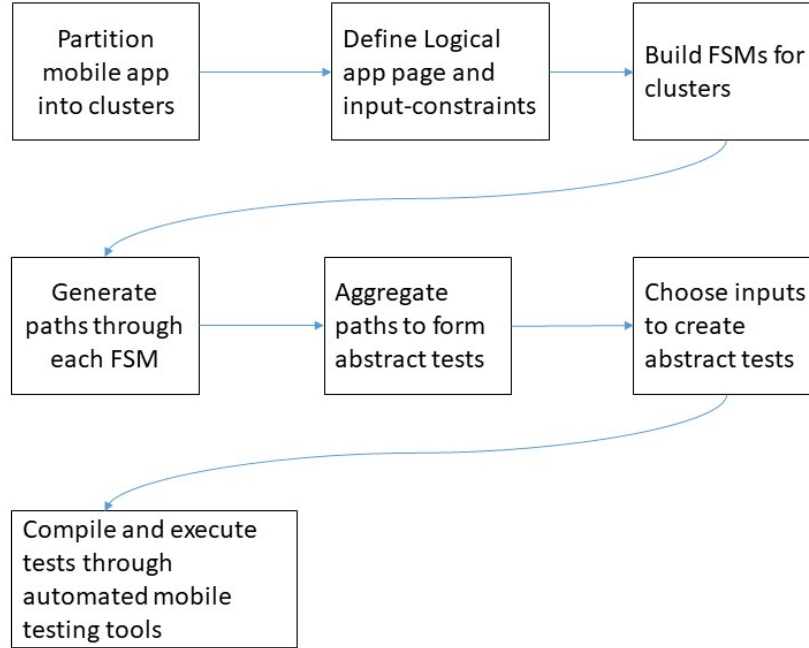 Partition
mobile app
into clusters
Define Logical
app page and
input-constraints
Build FSMs for
clusters
Generate
paths through
each FSM
Aggregate
paths to form
abstract tests
Choose inputs
to create
abstract tests
Compile and execute
tests through
automated mobile
testing tools